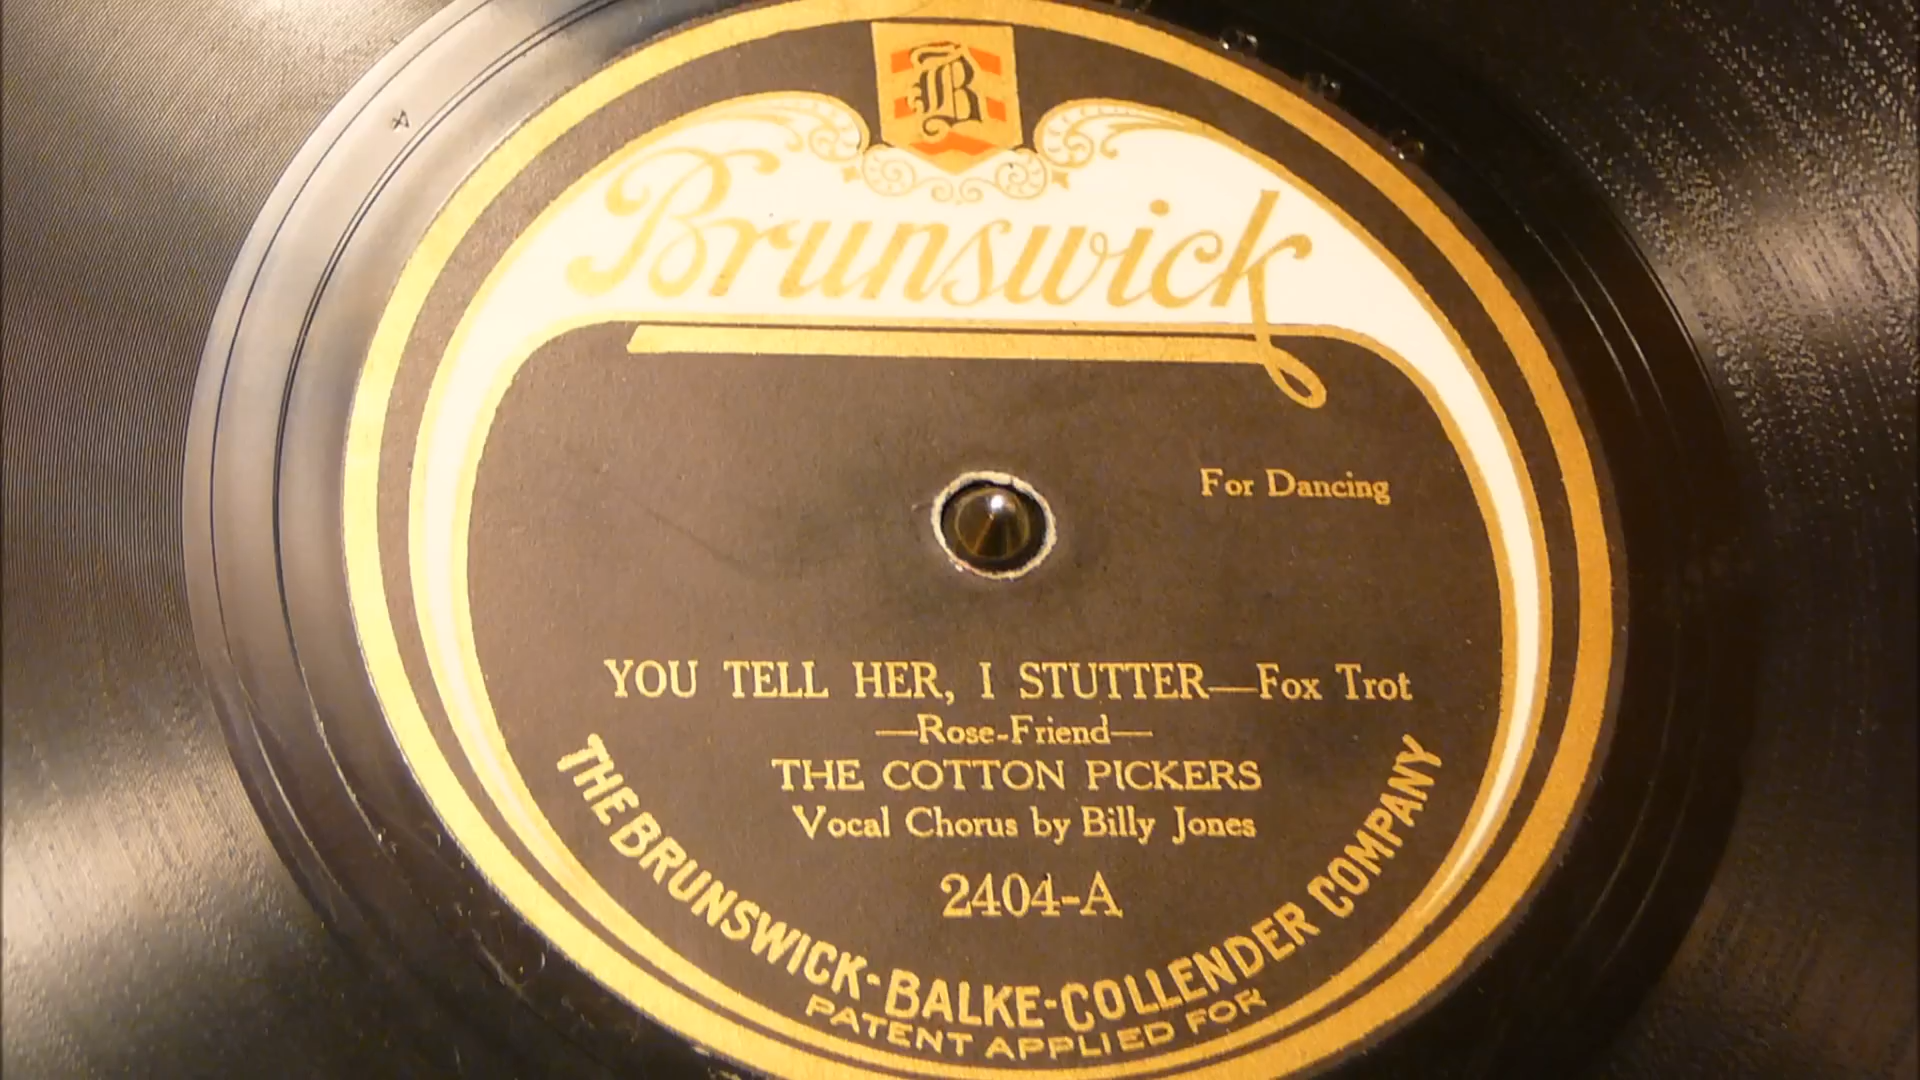 B
Brunswick
For Dancing
YOU TELL HER, I STUTTER—Fox Trot
—Rose-Friend—
THE COTTON PICKERS
Vocal Chorus by Billy Jones
2404-A
THE BRUNSWICK-BALKE-COLLENDER COMPANY
PATENT APPLIED FOR
4